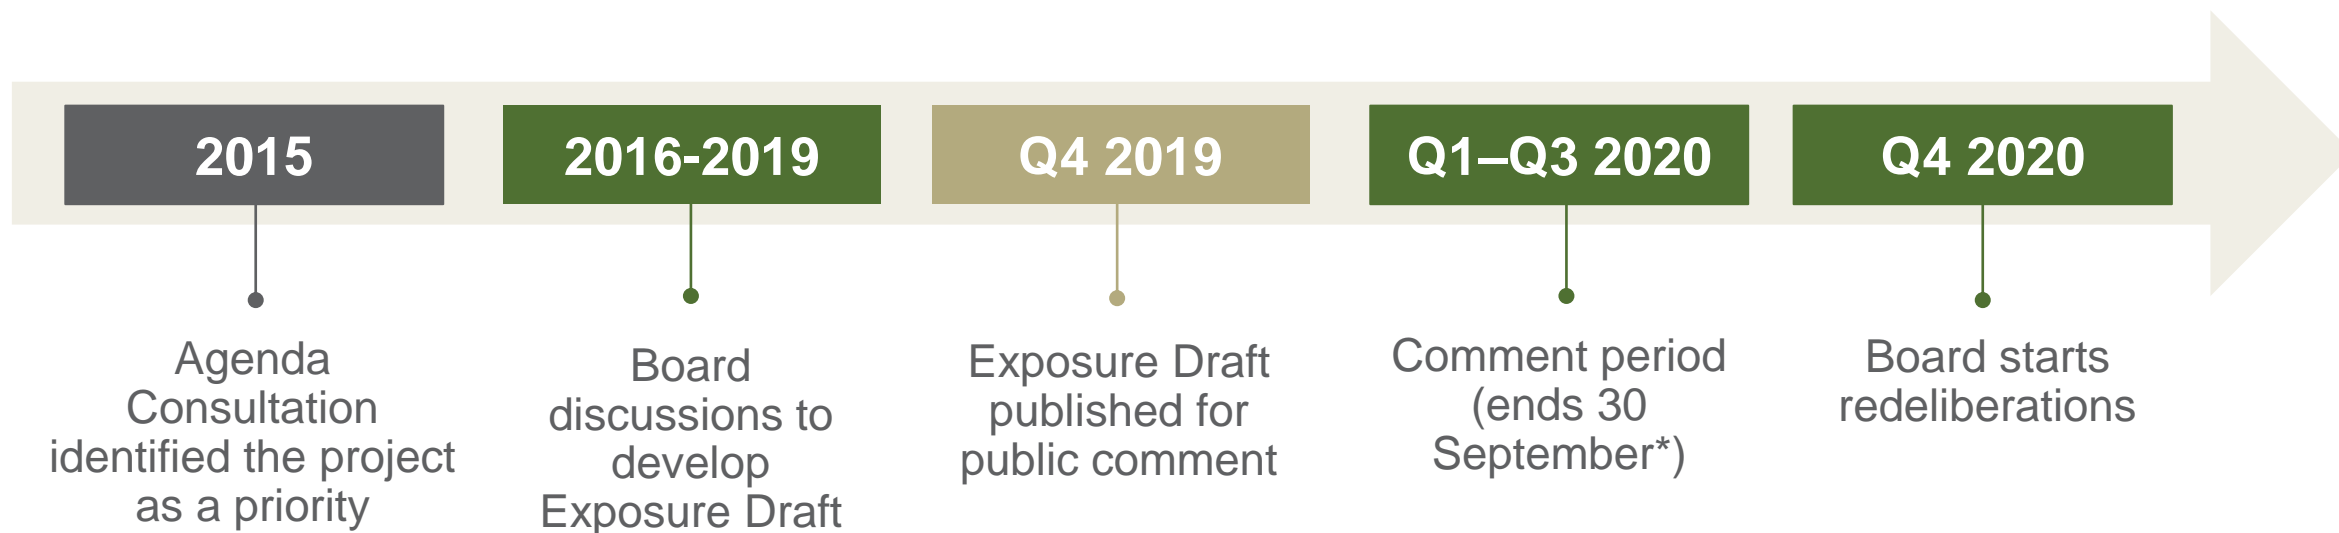 2015
Agenda
Consultation
identified the project
as a priority
2016-2019
Board
discussions to
develop
Exposure Draft
Q4 2019
Exposure Draft
published for
public comment
Q1–Q3 2020
Comment period
(ends 30
September*)
Q4 2020
Board starts
redeliberations